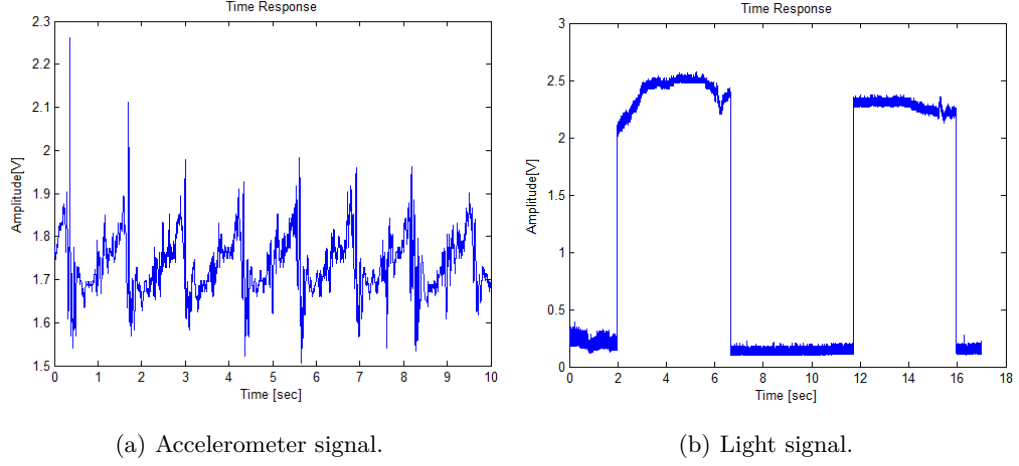 Time Response
2.3
2.2
2.1
2
1.9
1.8
1.7
1.6
1.5
Amplitude[V]
0 1 2 3 4 5 6 7 8 9 10
Time [sec]
(a) Accelerometer signal.
Time Response
3
2.5
2
1.5
1
0.5
0
Amplitude[V]
0 2 4 6 8 10 12 14 16 18
Time [sec]
(b) Light signal.